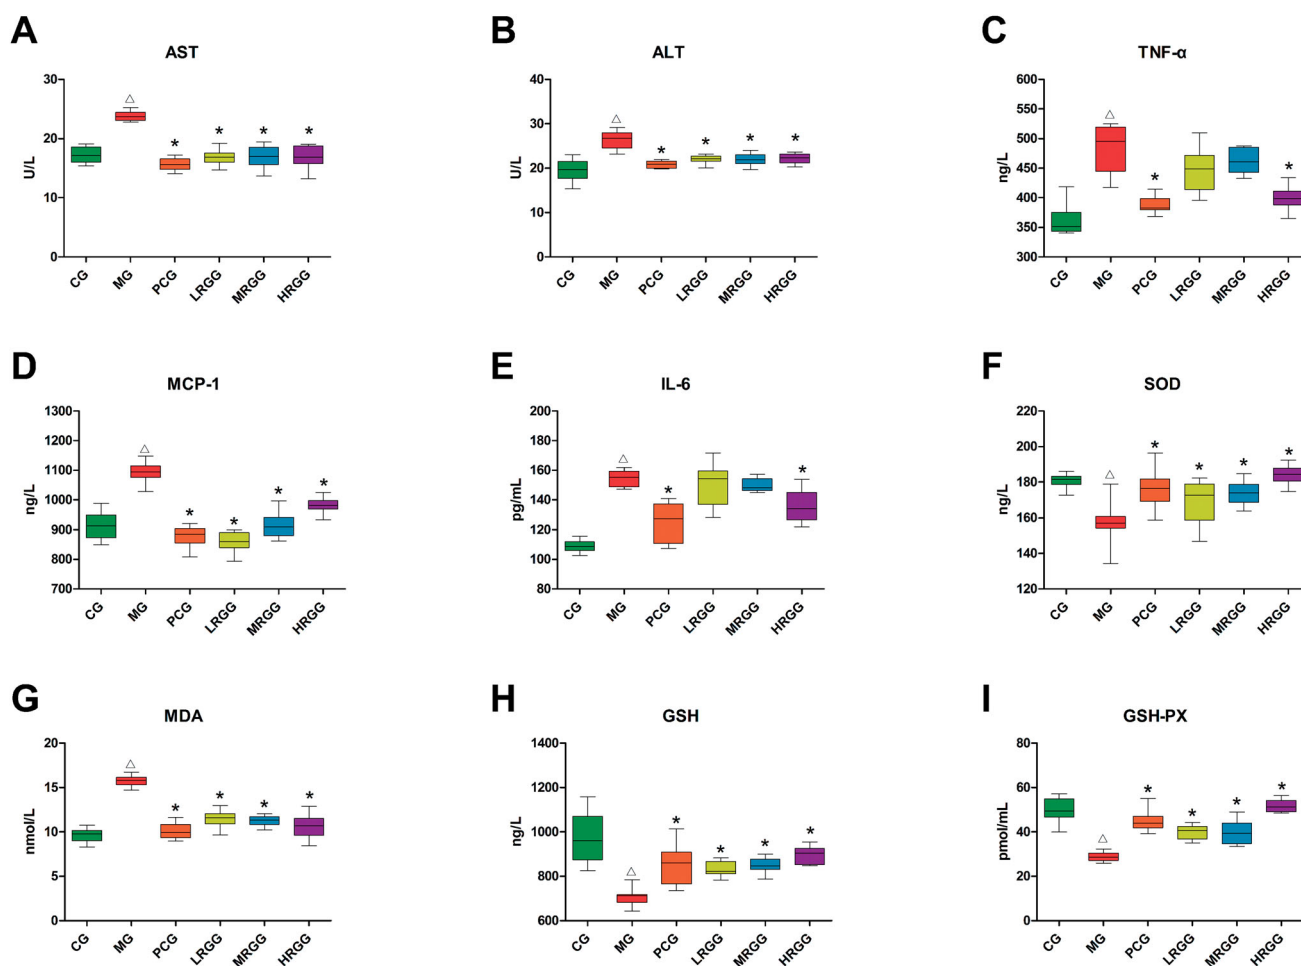 A
AST
U/L
30
20
10
0
△
*
*
*
*
CG
MG
PCG
LRGG
MRGG
HRGG
B
ALT
U/L
40
30
20
10
0
△
*
*
*
*
CG
MG
PCG
LRGG
MRGG
HRGG
C
TNF-α
ng/L
600
550
500
450
400
350
300
△
*
*
CG
MG
PCG
LRGG
MRGG
HRGG
D
MCP-1
ng/L
1300
1200
1100
1000
900
800
700
△
*
*
*
*
CG
MG
PCG
LRGG
MRGG
HRGG
E
IL-6
pg/mL
200
180
160
140
120
100
80
△
*
*
CG
MG
PCG
LRGG
MRGG
HRGG
F
SOD
ng/L
220
200
180
160
140
120
△
*
*
*
*
CG
MG
PCG
LRGG
MRGG
HRGG
G
MDA
nmol/L
20
15
10
5
0
△
*
*
*
*
CG
MG
PCG
LRGG
MRGG
HRGG
H
GSH
ng/L
1400
1200
1000
800
600
△
*
*
*
*
CG
MG
PCG
LRGG
MRGG
HRGG
I
GSH-PX
pmol/mL
80
60
40
20
0
△
*
*
*
*
CG
MG
PCG
LRGG
MRGG
HRGG